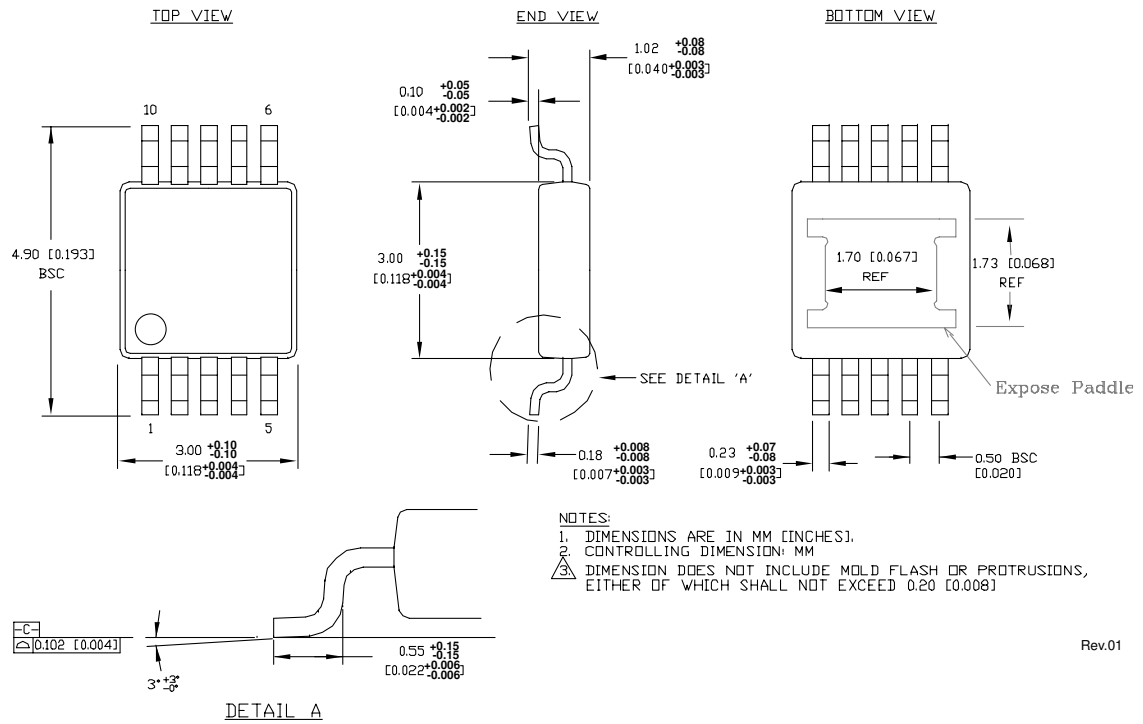 TOP VIEW
END VIEW
BOTTOM VIEW
1.02 +0.08 -0.08
[0.040+0.003 -0.003]
0.10 +0.05 -0.05
[0.004+0.002 -0.002]
10
6
4.90 [0.193]
BSC
3.00 +0.15 -0.15
[0.118+0.004 -0.004]
1.70 [0.067]
REF
1.73 [0.068]
REF
SEE DETAIL 'A'
Expose Paddle
1
5
3.00 +0.10 -0.10
[0.118+0.004 -0.004]
0.18 +0.008 -0.008
[0.007+0.003 -0.003]
0.23 +0.07 -0.08
[0.009+0.003 -0.003]
0.50 BSC
[0.020]
NOTES:
1. DIMENSIONS ARE IN MM [INCHES].
2. CONTROLLING DIMENSION: MM
3. DIMENSION DOES NOT INCLUDE MOLD FLASH OR PROTRUSIONS,
EITHER OF WHICH SHALL NOT EXCEED 0.20 [0.008]
-C-
0.102 [0.004]
3° +3° -0°
0.55 +0.15 -0.15
[0.022+0.006 -0.006]
Rev.01
DETAIL A